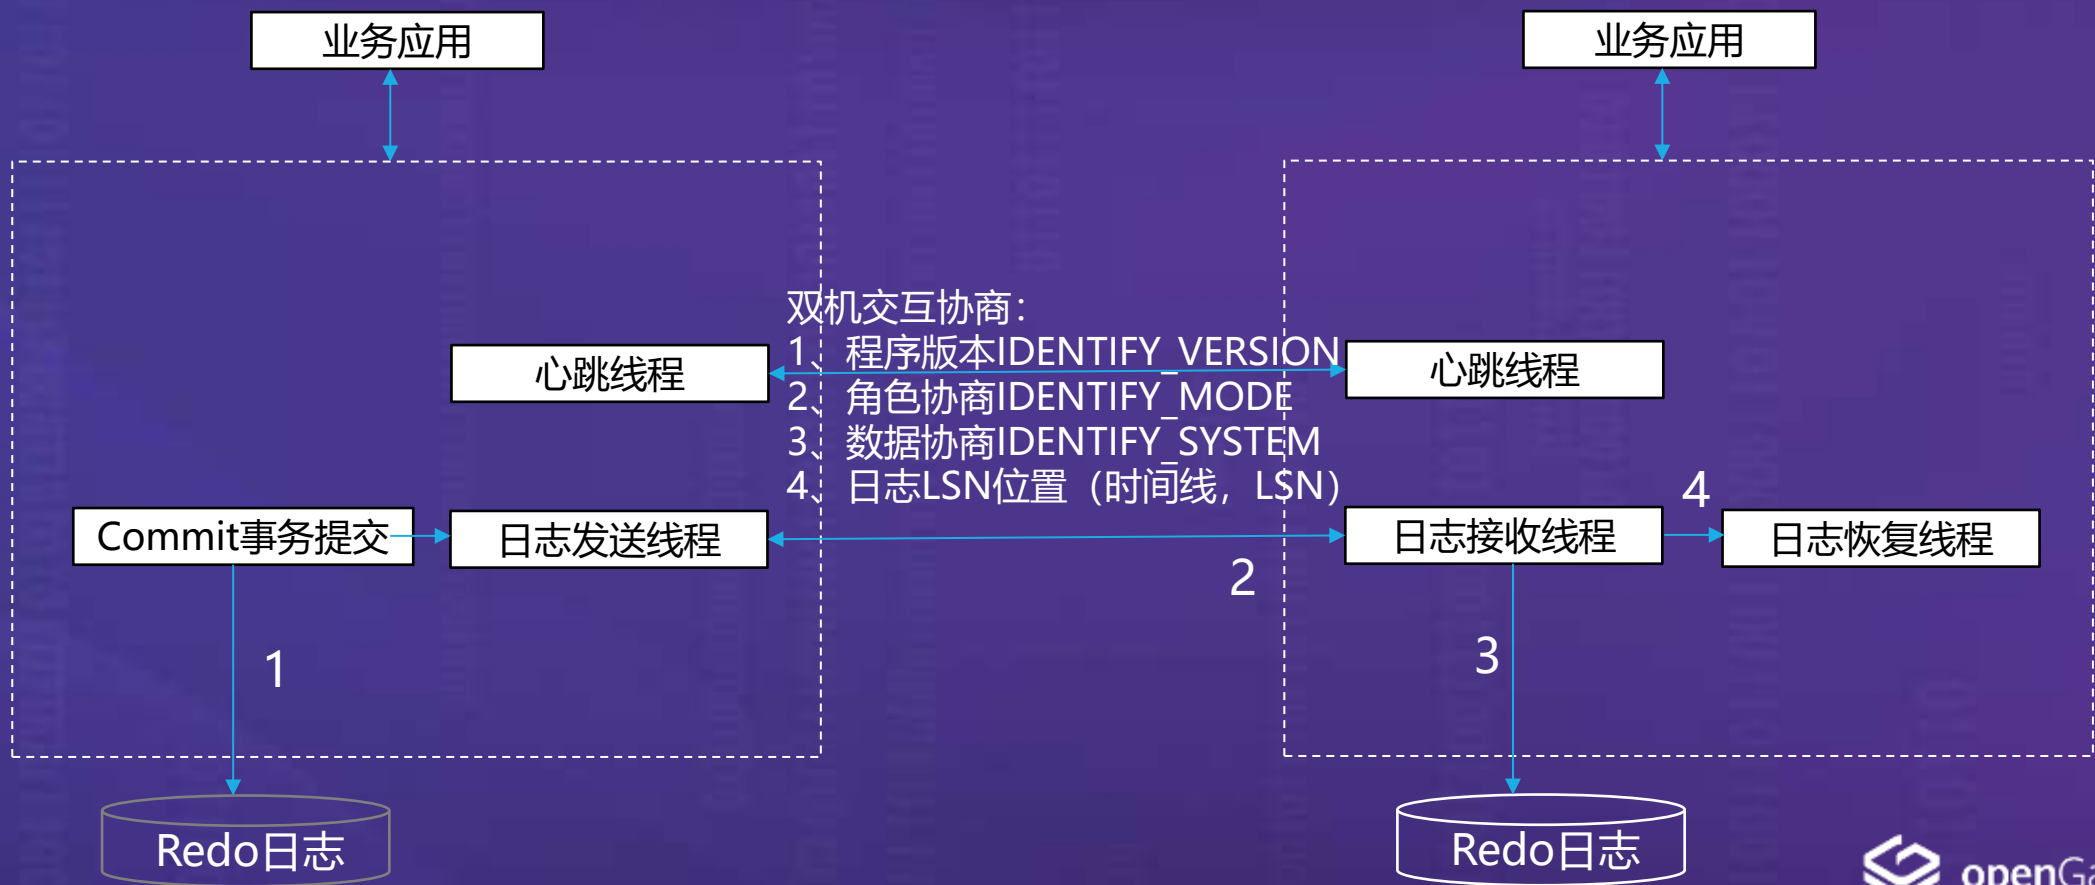 业务应用
业务应用
双机交互协商：
1、程序版本IDENTIFY_VERSION
2、角色协商IDENTIFY_MODE
3、数据协商IDENTIFY_SYSTEM
4、日志LSN位置（时间线，LSN）
心跳线程
心跳线程
Commit事务提交
日志发送线程
日志接收线程
日志恢复线程
4
2
1
3
Redo日志
Redo日志
openGa